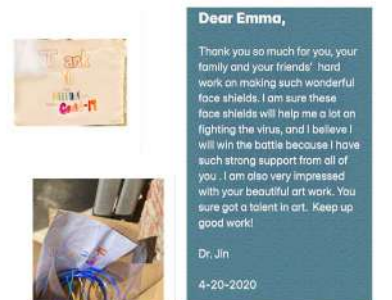 Thank
Dear Emma,
Thank you so much for you, your
family and your friends' hard
work on making such wonderful
face shields. I am sure these
face shields will help me a lot on
fighting the virus, and I believe I
will win the battle because I have
such strong support from all of
you . I am also very impressed
with your beautiful art work. You
sure got a talent in art. Keep up
good work!
Dr. Jin
4-20-2020